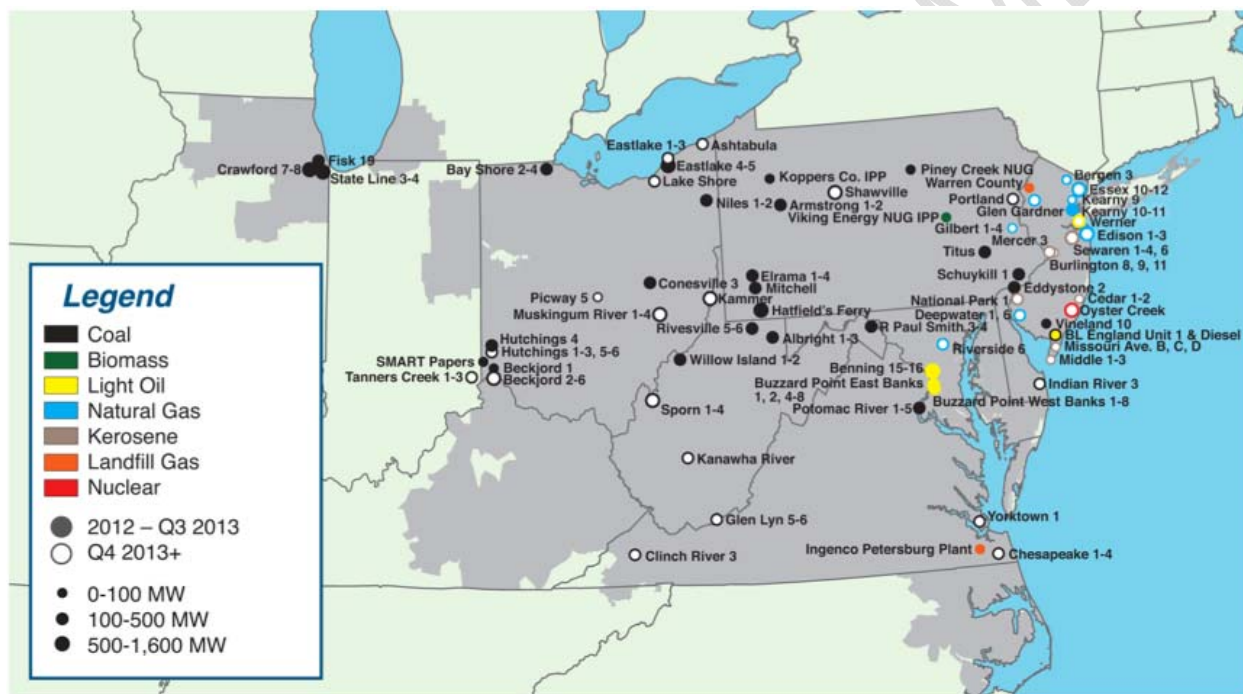 Eastlake 1-3
Ashtabula
Fisk 19
Crawford 7-8
State Line 3-4
Bay Shore 2-4
Eastlake 4-5
Lake Shore
Koppers Co. IPP
Piney Creek NUG
Bergen 3
Warren County
Essex 10-12
Shawville
Portland
Kearny 9
Niles 1-2
Armstrong 1-2
Glen Gardner
Kearny 10-11
Viking Energy NUG IPP
Werner
Gilbert 1-4
Edison 1-3
Mercer 3
Titus
Sewaren 1-4, 6
Burlington 8, 9, 11
Elrama 1-4
Schuykill 1
Conesville 3
Mitchell
Eddystone 2
Picway 5
Kammer
National Park 1
Cedar 1-2
Muskingum River 1-4
Hatfield's Ferry
Deepwater 1, 6
Oyster Creek
Rivesville 5-6
R Paul Smith 3-4
Vineland 10
Hutchings 4
Albright 1-3
BL England Unit 1 & Diesel
Hutchings 1-3, 5-6
Riverside 6
Missouri Ave. B, C, D
SMART Papers
Willow Island 1-2
Middle 1-3
Beckjord 1
Benning 15-16
Tanners Creek 1-3
Beckjord 2-6
Buzzard Point East Banks
1, 2, 4-8
Indian River 3
Sporn 1-4
Buzzard Point West Banks 1-8
Potomac River 1-5
Kanawha River
Glen Lyn 5-6
Yorktown 1
Clinch River 3
Ingenco Petersburg Plant
Chesapeake 1-4
Legend
Coal
Biomass
Light Oil
Natural Gas
Kerosene
Landfill Gas
Nuclear
2012 – Q3 2013
Q4 2013+
0-100 MW
100-500 MW
500-1,600 MW